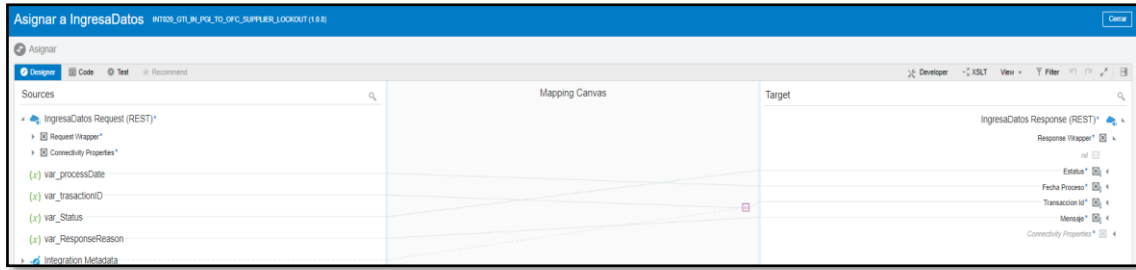 Asignar a IngresaDatos INT020_GTI_IN_PGI_TO_OFC_SUPPLIER_LOCKOUT (1.0.8) Cerrar
Asignar
Designer Code Test Recommend Developer XSLT View Filter
Sources Mapping Canvas Target
IngresaDatos Request (REST)* IngresaDatos Response (REST)*
Request Wrapper* Response Wrapper*
Connectivity Properties* nil
(x) var_processDate Estatus*
Fecha Proceso*
(x) var_trasactionID Transaccion Id*
(x) var_Status Mensaje*
(x) var_ResponseReason Connectivity Properties*
Integration Metadata